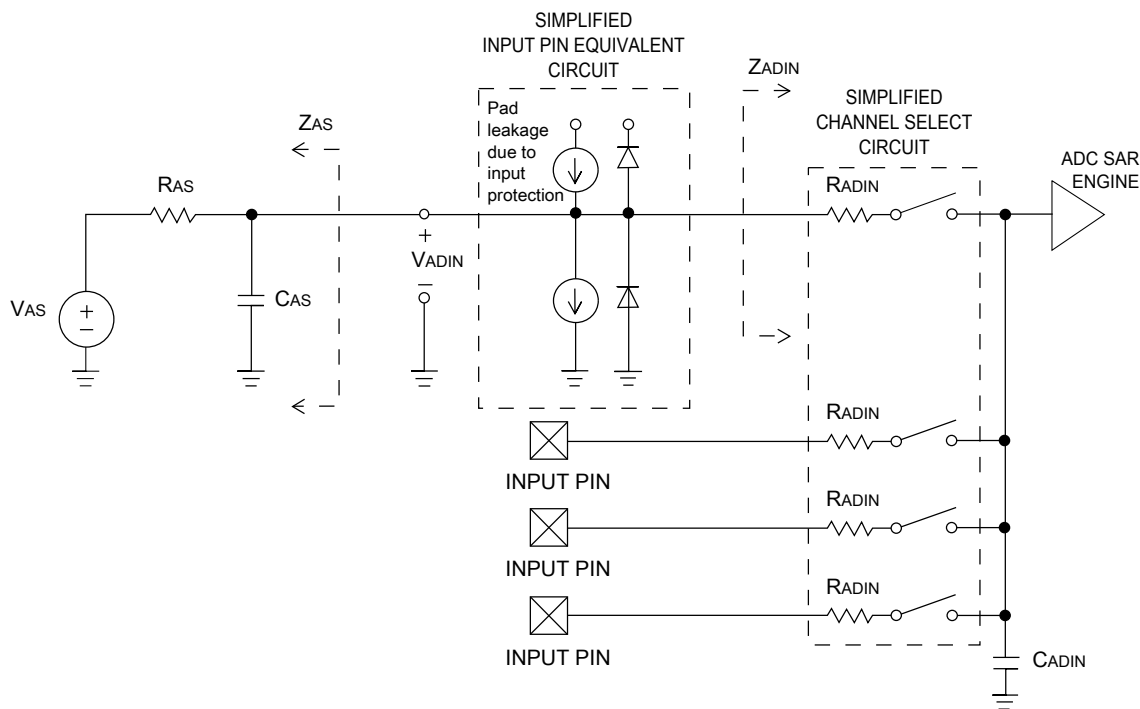 SIMPLIFIED
INPUT PIN EQUIVALENT
CIRCUIT
ZADIN
SIMPLIFIED
CHANNEL SELECT
CIRCUIT
Pad
leakage
due to
input
protection
ZAS
ADC SAR
ENGINE
RAS
RADIN
+
VADIN
–
CAS
VAS
+
–
RADIN
INPUT PIN
RADIN
INPUT PIN
RADIN
INPUT PIN
CADIN